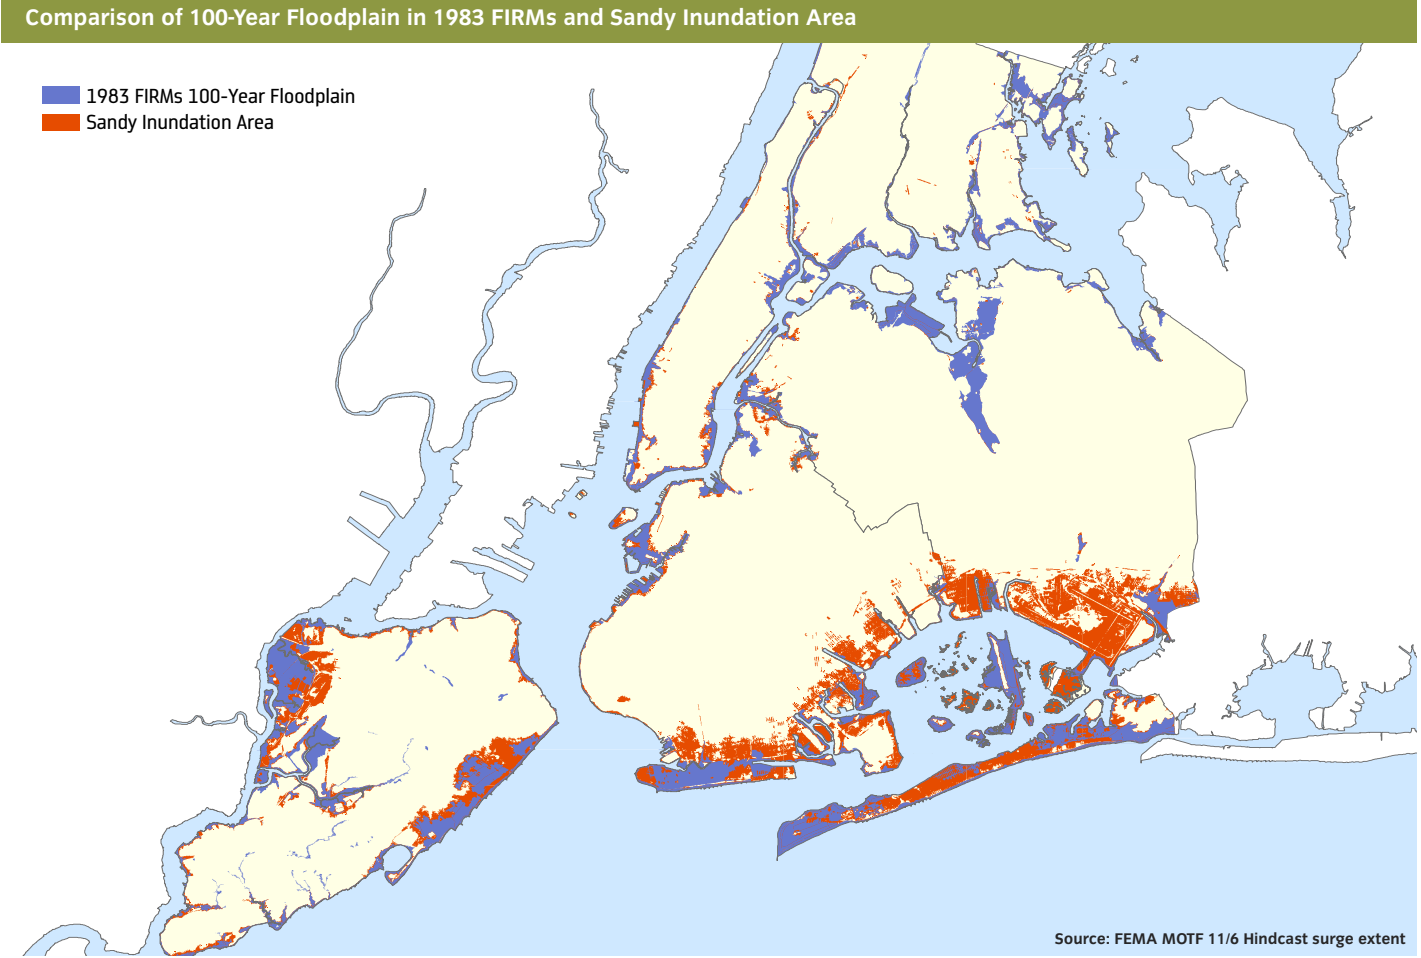 Comparison of 100-Year Floodplain in 1983 FIRMs and Sandy Inundation Area
1983 FIRMs 100-Year Floodplain
Sandy Inundation Area
Source: FEMA MOTF 11/6 Hindcast surge extent